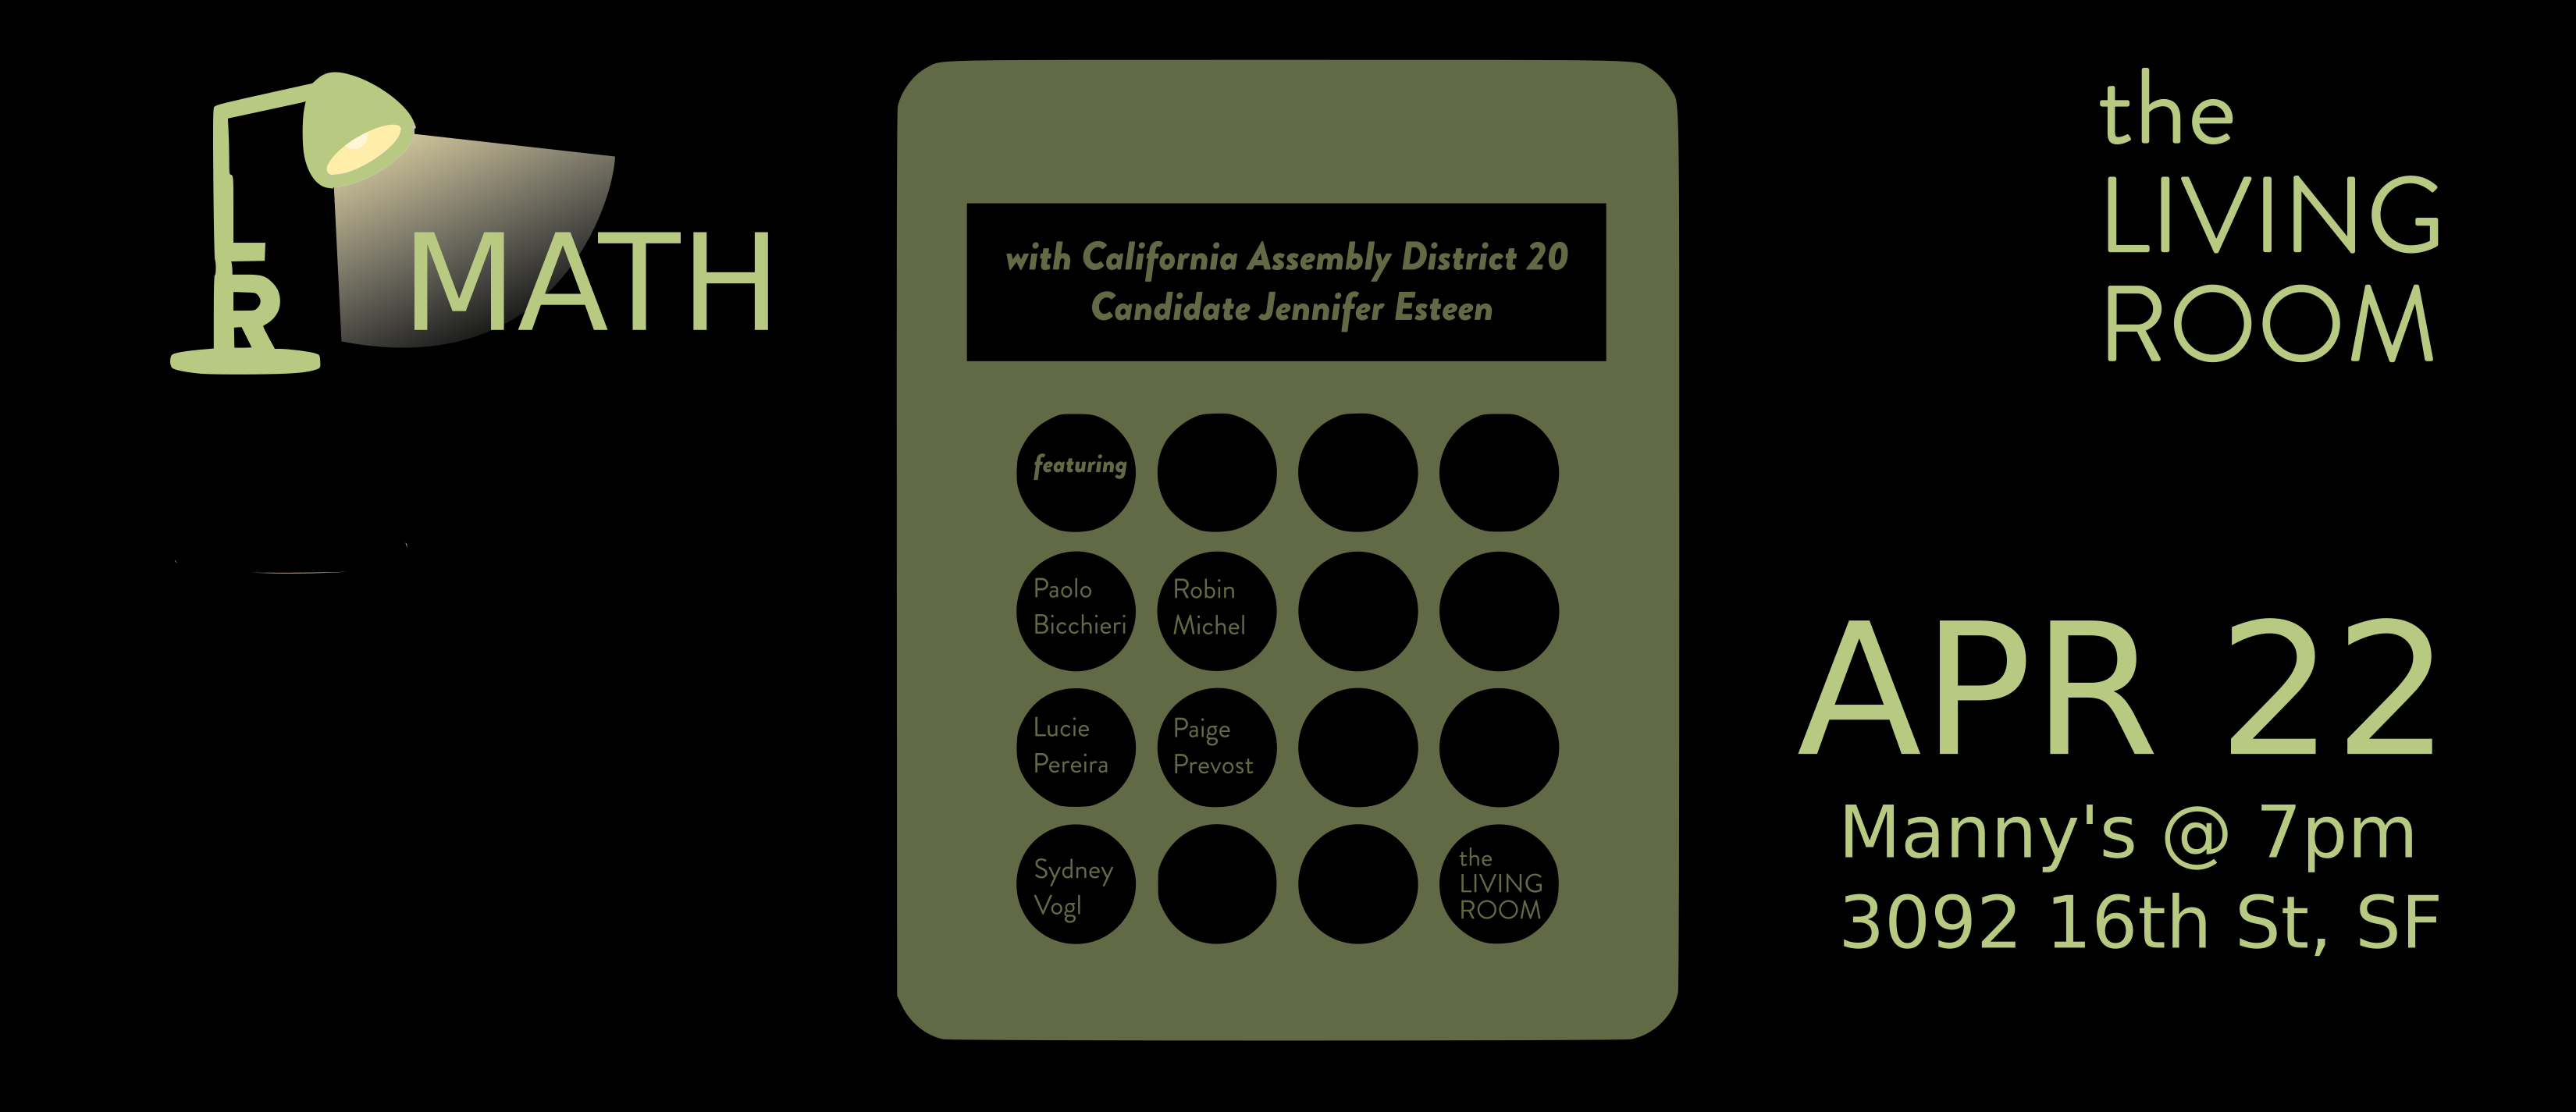 LR
MATH
the
LIVING
ROOM
with California Assembly District 20
Candidate Jennifer Esteen
featuring
Paolo
Bicchieri
Robin
Michel
Lucie
Pereira
Paige
Prevost
Sydney
Vogl
the
LIVING
ROOM
APR 22
Manny's @ 7pm
3092 16th St, SF